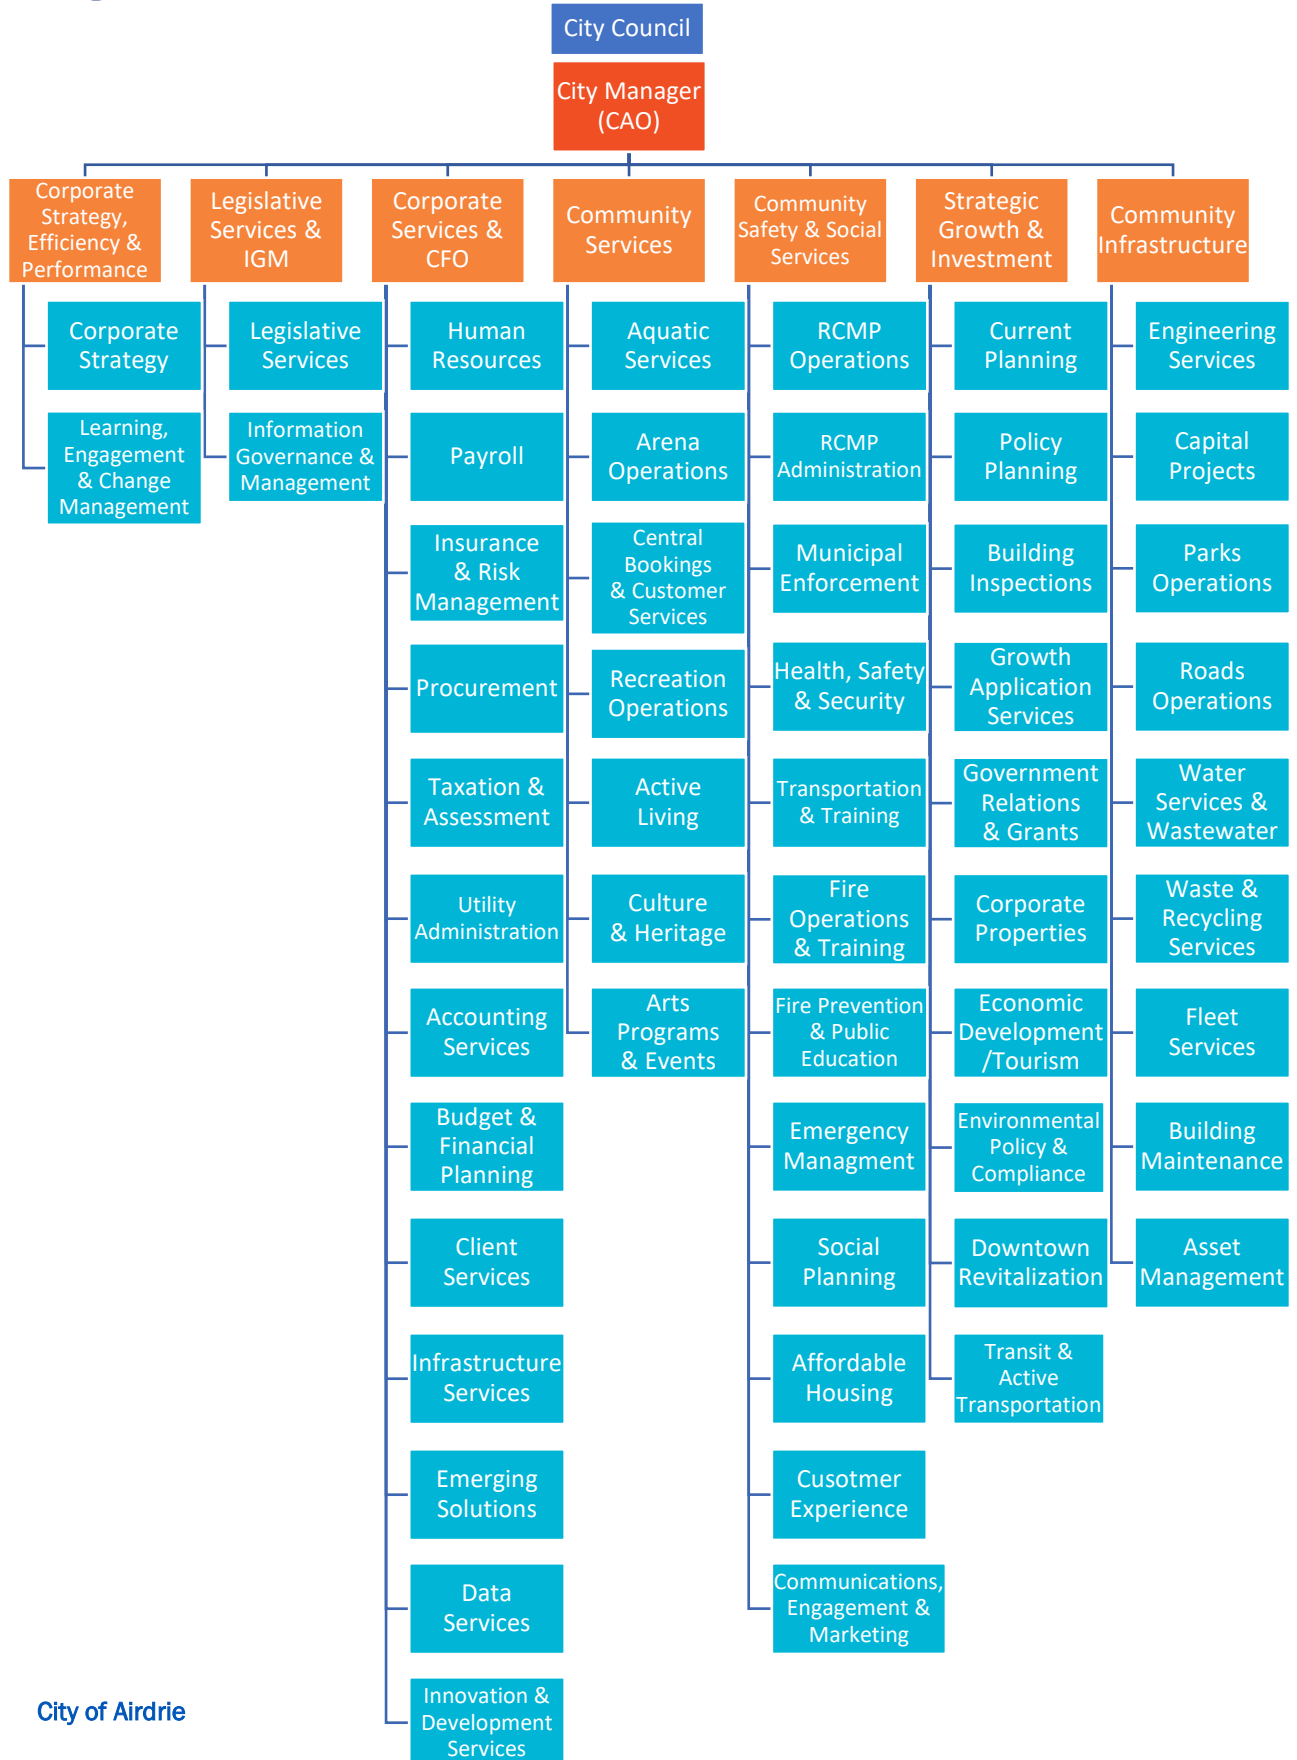 City Council
City Manager
(CAO)
Corporate
Strategy,
Efficiency &
Performance
Legislative
Services &
IGM
Corporate
Services &
CFO
Community
Services
Community
Safety & Social
Services
Strategic
Growth &
Investment
Community
Infrastructure
Corporate
Strategy
Learning,
Engagement
& Change
Management
Legislative
Services
Information
Governance &
Management
Human
Resources
Payroll
Insurance
& Risk
Management
Procurement
Taxation &
Assessment
Utility
Administration
Accounting
Services
Budget &
Financial
Planning
Client
Services
Infrastructure
Services
Emerging
Solutions
Data
Services
Innovation &
Development
Services
Aquatic
Services
Arena
Operations
Central
Bookings
& Customer
Services
Recreation
Operations
Active
Living
Culture
& Heritage
Arts
Programs
& Events
RCMP
Operations
RCMP
Administration
Municipal
Enforcement
Health, Safety
& Security
Transportation
& Training
Fire
Operations
& Training
Fire Prevention
& Public
Education
Emergency
Managment
Social
Planning
Affordable
Housing
Cusotmer
Experience
Communications,
Engagement &
Marketing
Current
Planning
Policy
Planning
Building
Inspections
Growth
Application
Services
Government
Relations
& Grants
Corporate
Properties
Economic
Development
/Tourism
Environmental
Policy &
Compliance
Downtown
Revitalization
Transit &
Active
Transportation
Engineering
Services
Capital
Projects
Parks
Operations
Roads
Operations
Water
Services &
Wastewater
Waste &
Recycling
Services
Fleet
Services
Building
Maintenance
Asset
Management
City of Airdrie